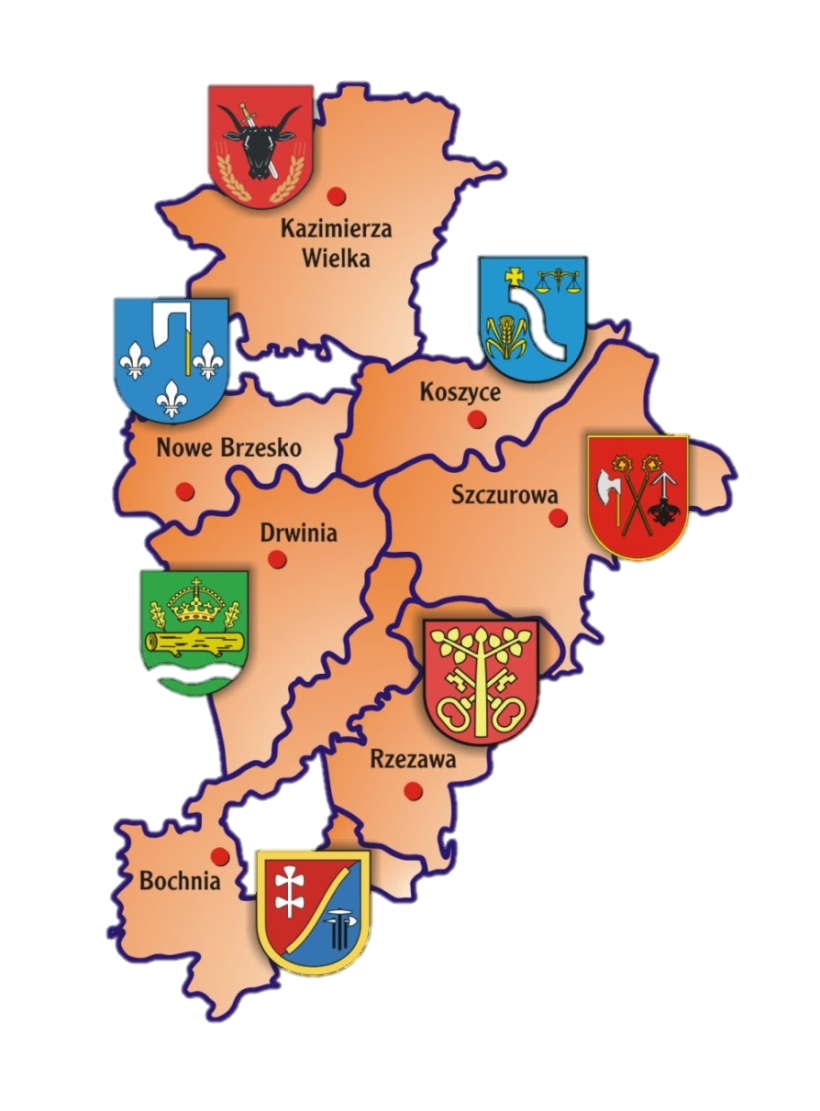 Kazimierza
Wielka
Koszyce
Nowe Brzesko
Szczurowa
Drwinia
Rzezawa
Bochnia